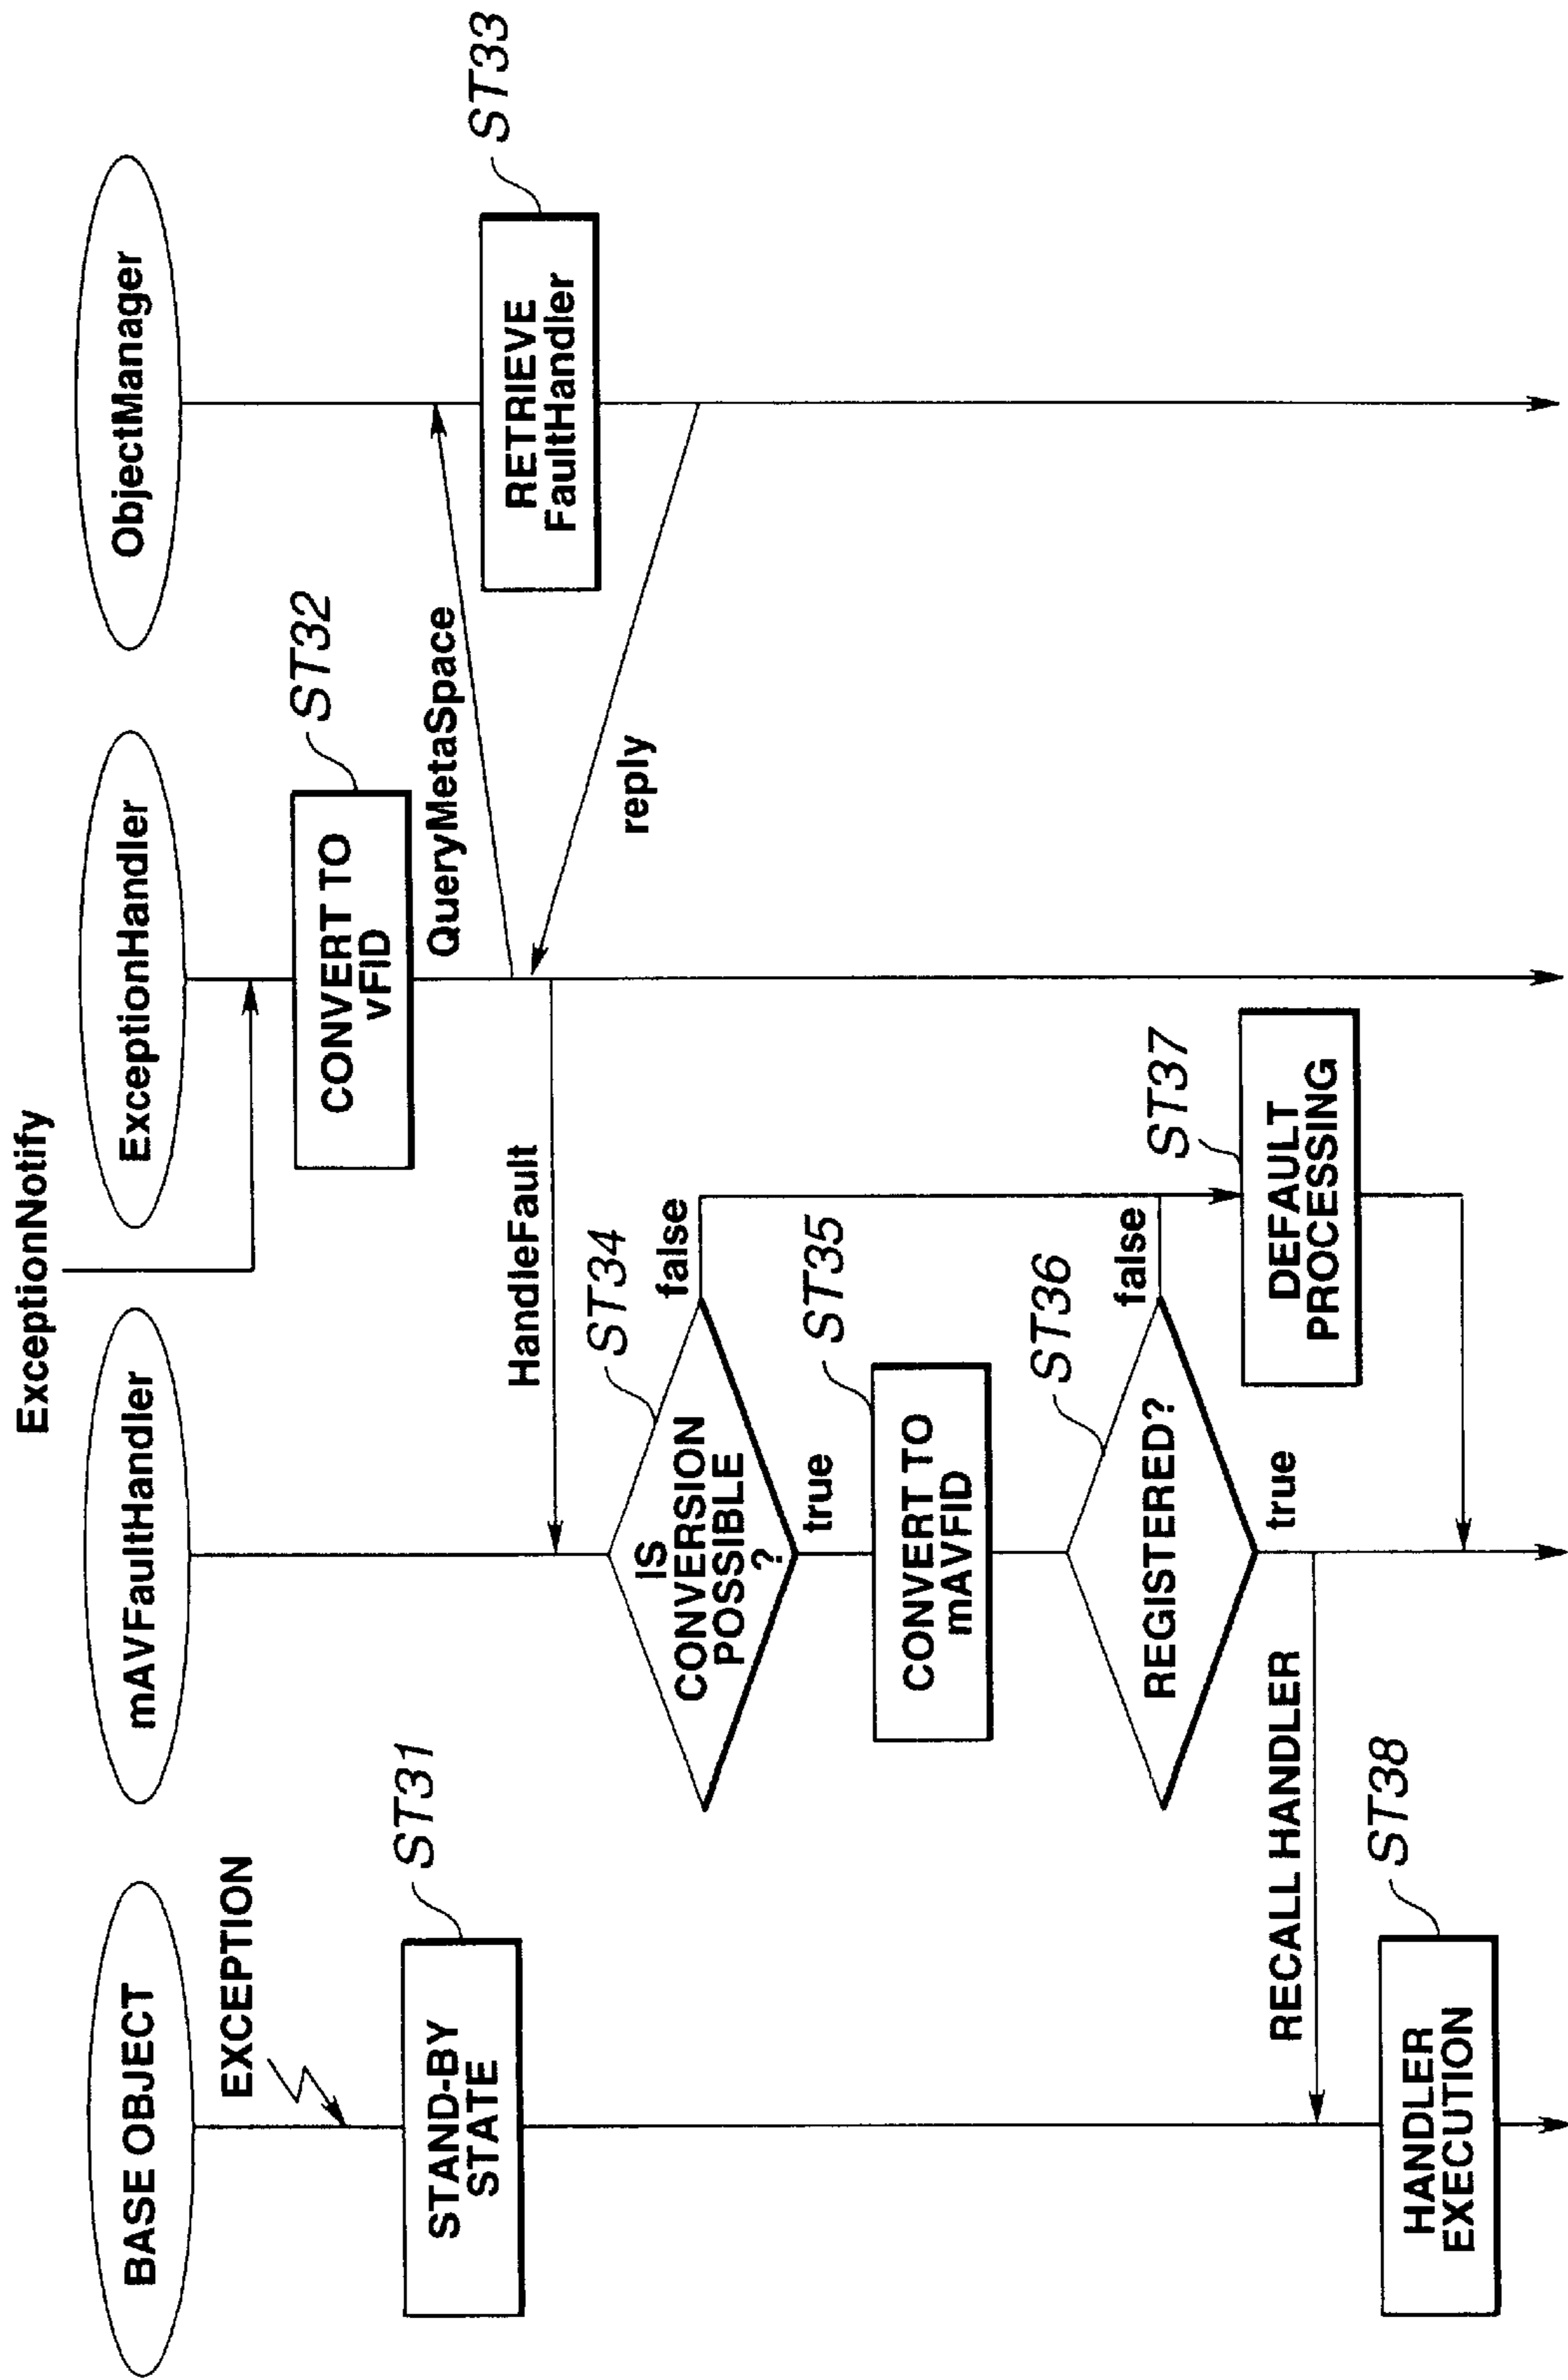 ExceptionNotify
BASE OBJECT
mAVFaultHandler
ExceptionHandler
ObjectManager
EXCEPTION
ST31
STAND-BY
STATE
ST32
CONVERT TO
vFID
QueryMetaSpace
ST33
RETRIEVE
FaultHandler
reply
HandleFault
ST34
IS
CONVERSION
POSSIBLE
?
false
true
ST35
CONVERT TO
mAVFID
ST36
REGISTERED?
false
true
ST37
DEFAULT
PROCESSING
RECALL HANDLER
ST38
HANDLER
EXECUTION